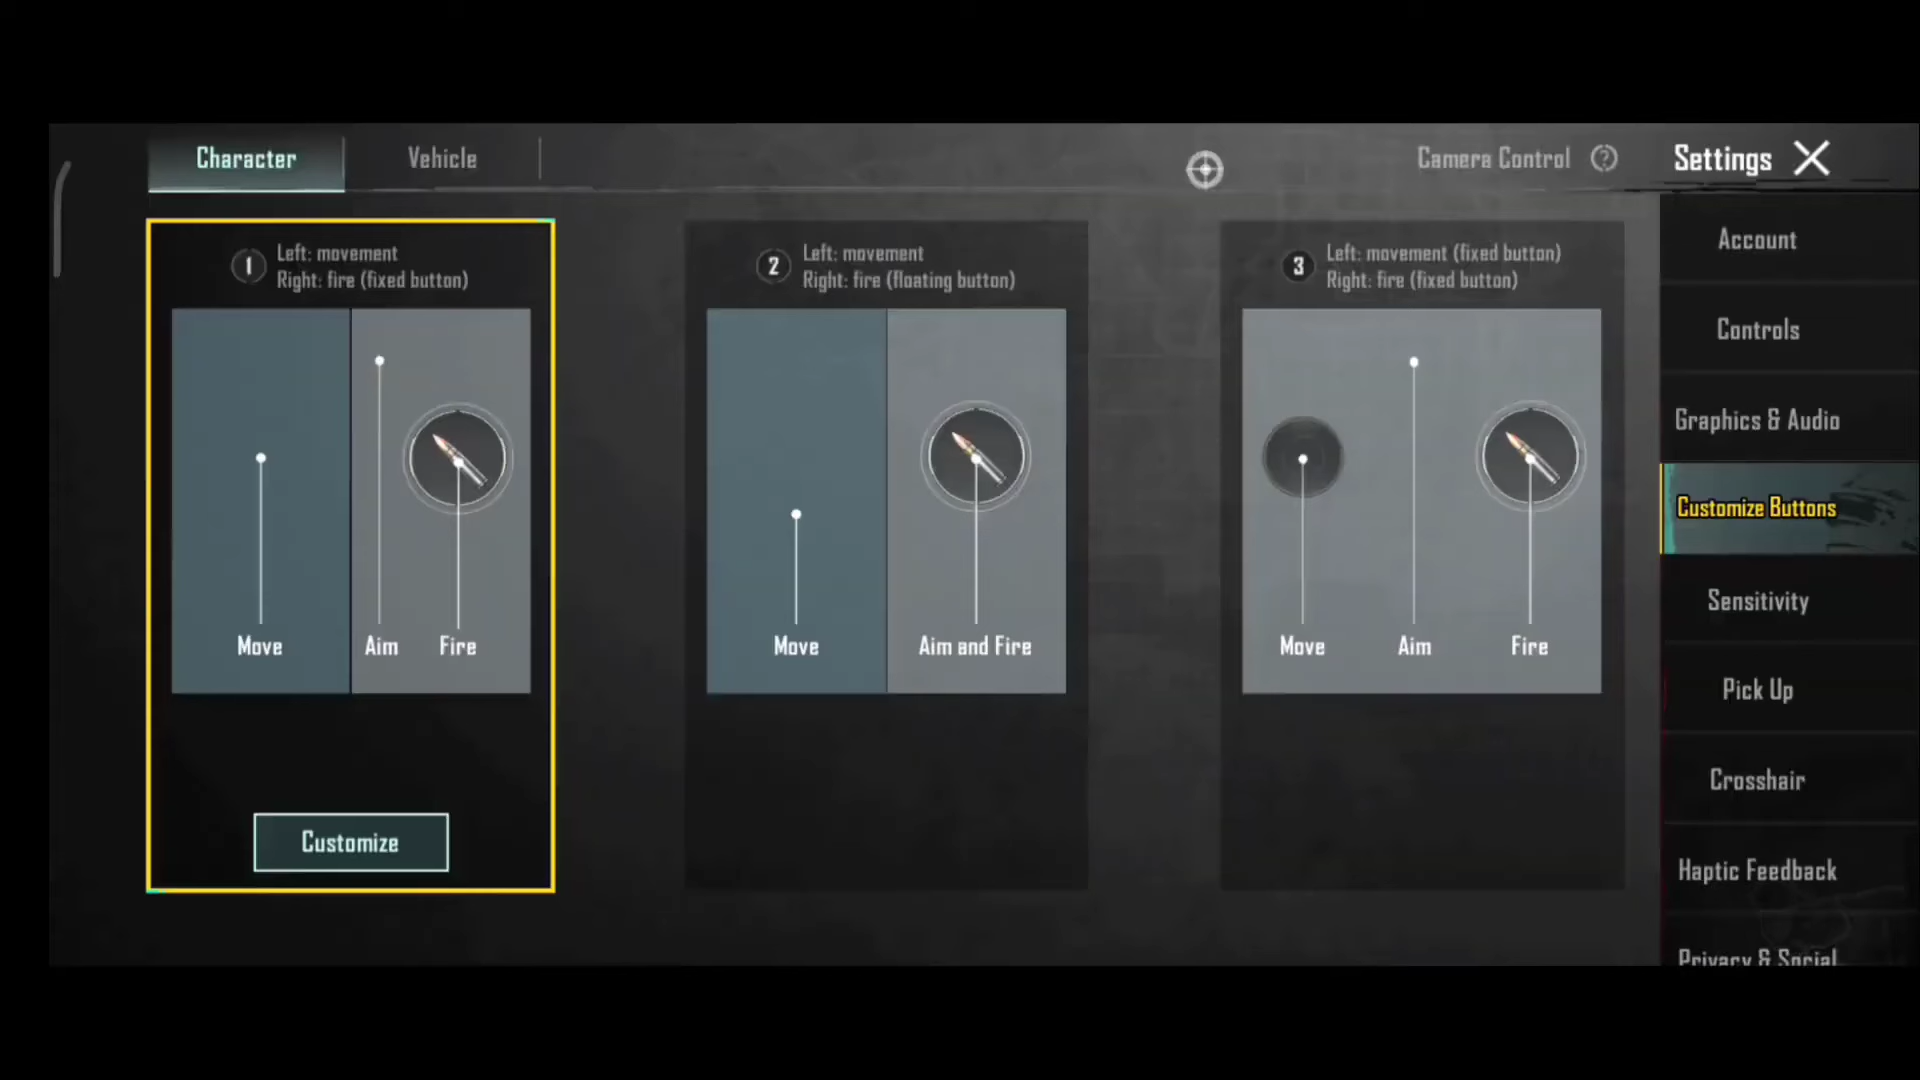 Character
Vehicle
Camera Control ?
Settings
1
Left: movement
Right: fire (fixed button)
Move
Aim
Fire
Customize
2
Left: movement
Right: fire (floating button)
Move
Aim and Fire
3
Left: movement (fixed button)
Right: fire (fixed button)
Move
Aim
Fire
Account
Controls
Graphics & Audio
Customize Buttons
Sensitivity
Pick Up
Crosshair
Haptic Feedback
Privacy & Social